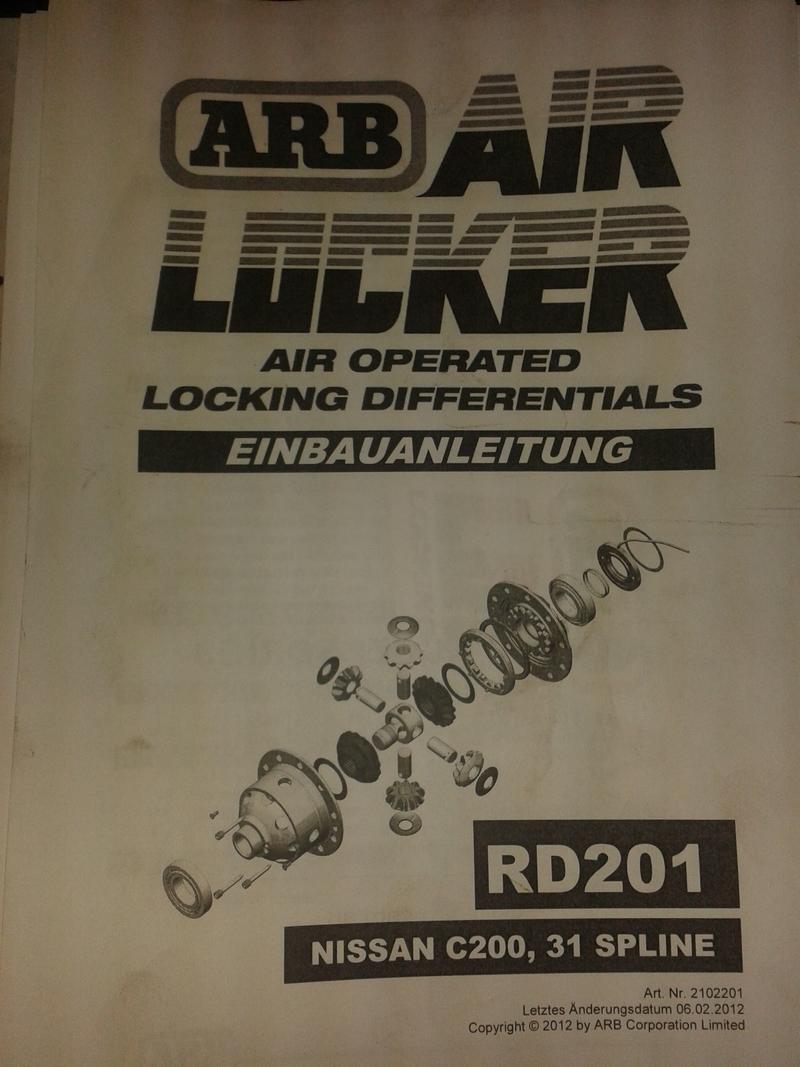 ARB AIR
LOCKER
AIR OPERATED
LOCKING DIFFERENTIALS
EINBAUANLEITUNG
RD201
NISSAN C200, 31 SPLINE
Art. Nr. 2102201
Letztes Änderungsdatum 06.02.2012
Copyright © 2012 by ARB Corporation Limited